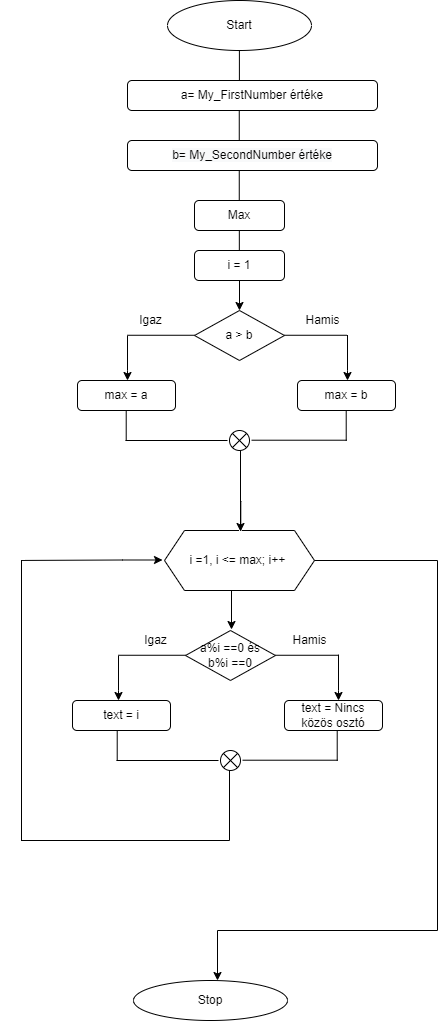 Start
a= My_FirstNumber értéke
b= My_SecondNumber értéke
Max
i = 1
Igaz
Hamis
a > b
max = a
max = b
i =1, i <= max; i++
Igaz
Hamis
a%i ==0 és
b%i ==0
text = i
text = Nincs
közös osztó
Stop